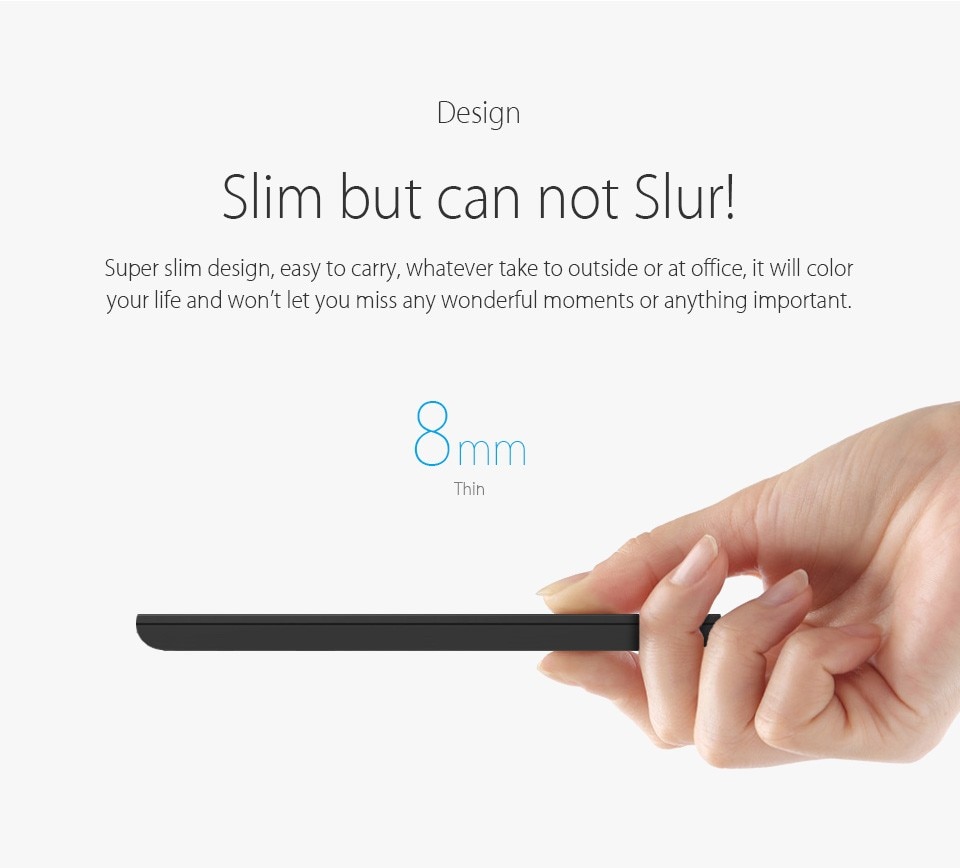 Design
Slim but can not Slur!
Super slim design, easy to carry, whatever take to outside or at office, it will color
your life and won’t let you miss any wonderful moments or anything important.
8mm
Thin